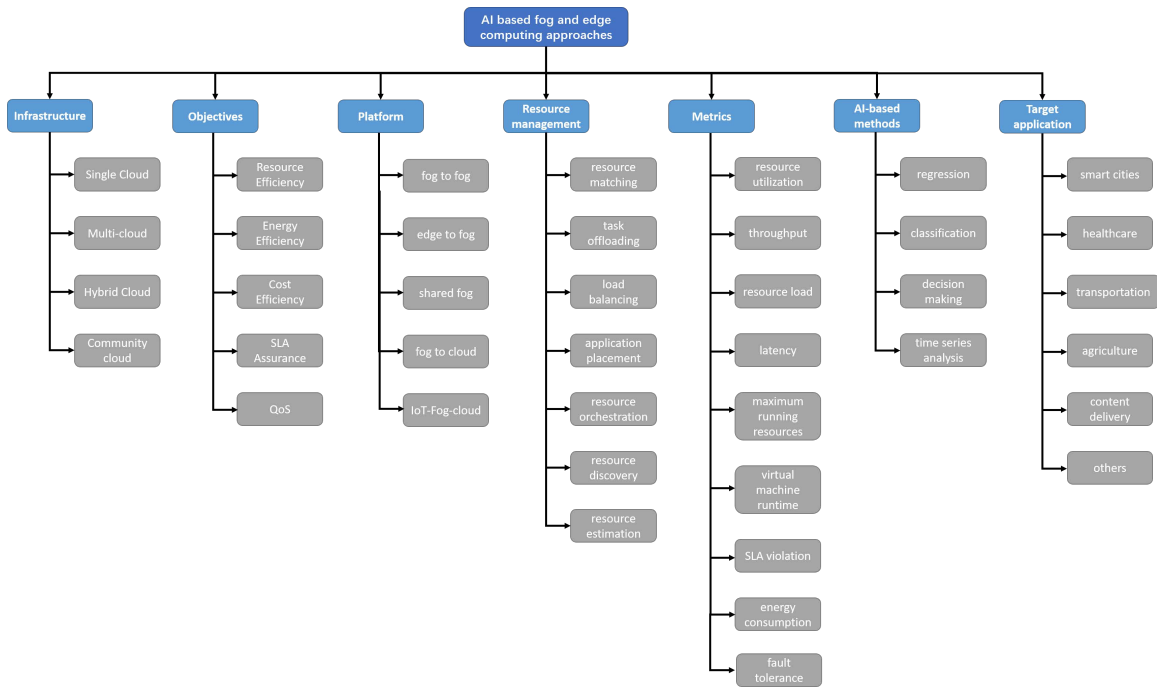 AI based fog and edge
computing approaches
Infrastructure
Single Cloud
Multi-cloud
Hybrid Cloud
Community
cloud
Objectives
Resource
Efficiency
Energy
Efficiency
Cost
Efficiency
SLA
Assurance
QoS
Platform
fog to fog
edge to fog
shared fog
fog to cloud
IoT-Fog-cloud
Resource
management
resource
matching
task
offloading
load
balancing
application
placement
resource
orchestration
resource
discovery
resource
estimation
Metrics
resource
utilization
throughput
resource load
latency
maximum
running
resources
virtual
machine
runtime
SLA violation
energy
consumption
fault
tolerance
AI-based
methods
regression
classification
decision
making
time series
analysis
Target
application
smart cities
healthcare
transportation
agriculture
content
delivery
others